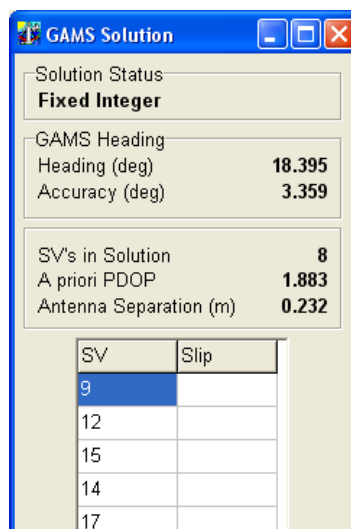 GAMS Solution
Solution Status
Fixed Integer
GAMS Heading
Heading (deg) 18.395
Accuracy (deg) 3.359
SV's in Solution 8
A priori PDOP 1.883
Antenna Separation (m) 0.232
SV Slip
9
12
15
14
17